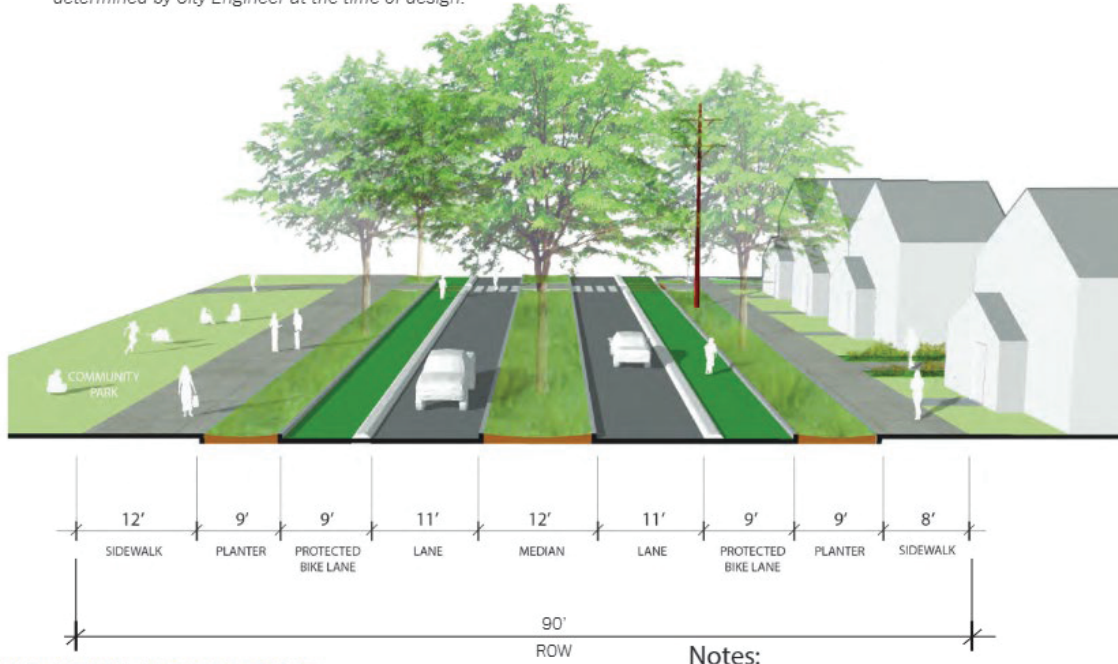 determined by City Engineer at the time of design.
COMMUNITY
PARK
12' 9' 9' 11' 12' 11' 9' 9' 8'
SIDEWALK PLANTER PROTECTED BIKE LANE LANE MEDIAN LANE PROTECTED BIKE LANE PLANTER SIDEWALK
90'
ROW
Notes: